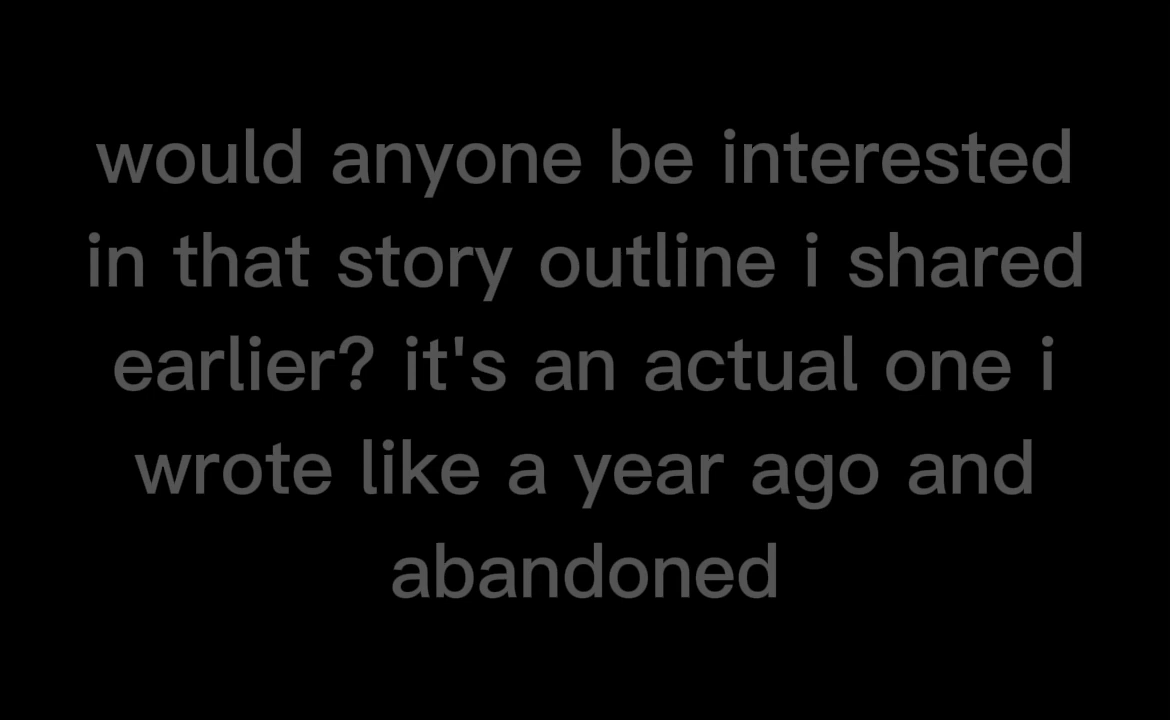 would anyone be interested
in that story outline i shared
earlier? it's an actual one i
wrote like a year ago and
abandoned